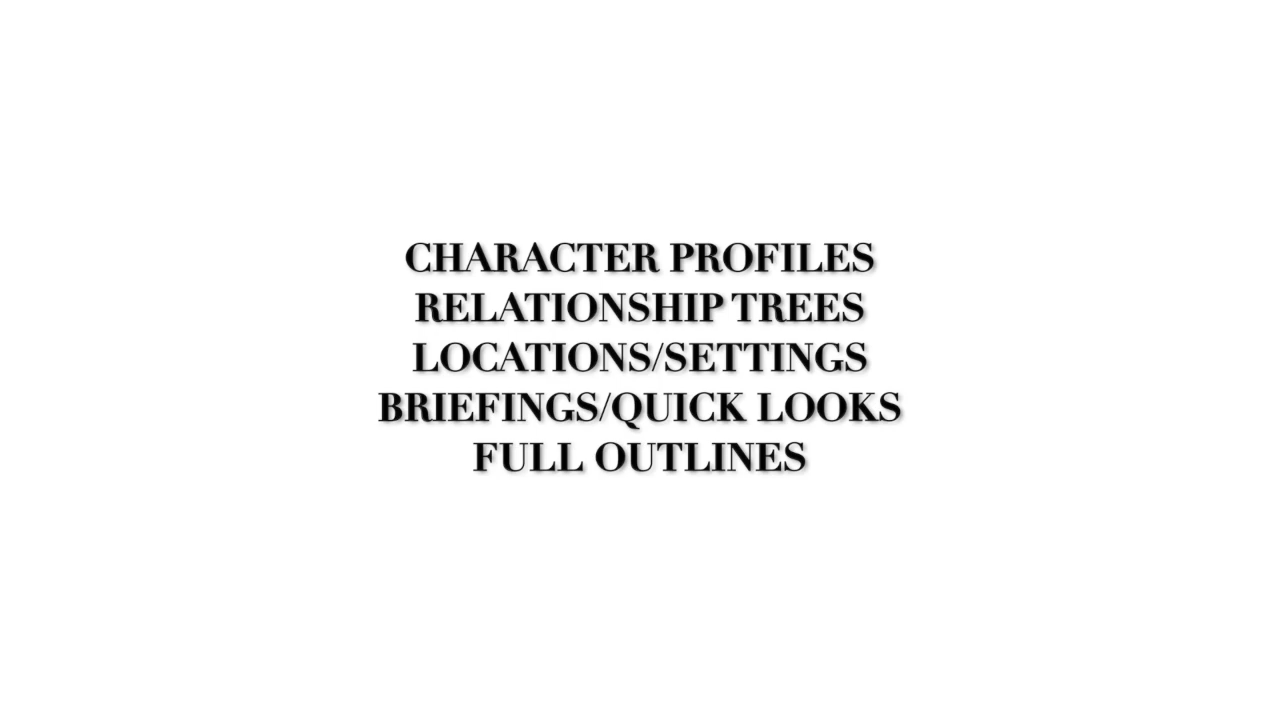 CHARACTER PROFILES
RELATIONSHIP TREES
LOCATIONS/SETTINGS
BRIEFINGS/QUICK LOOKS
FULL OUTLINES